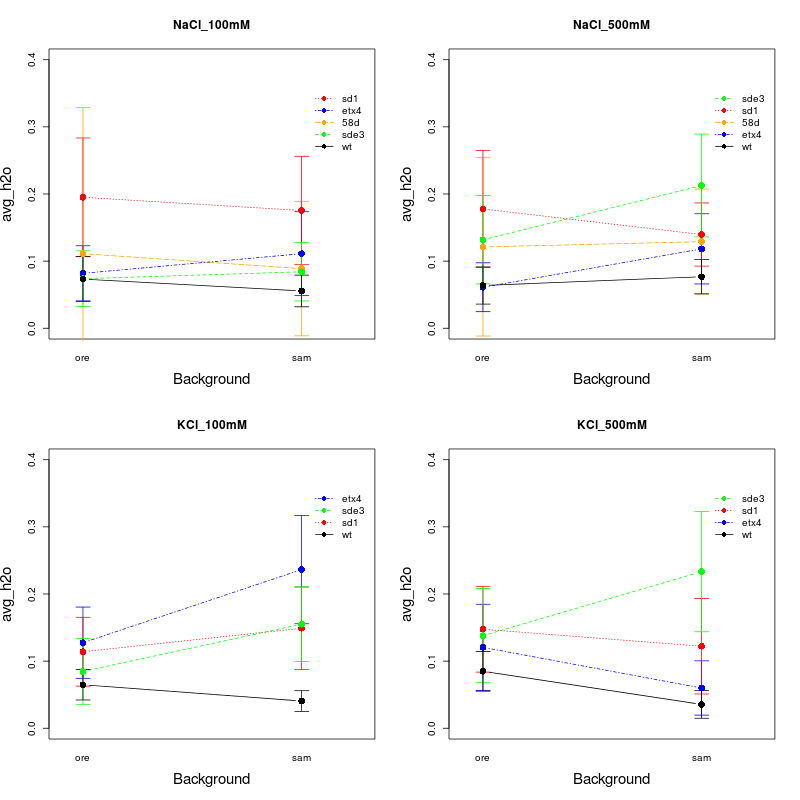 NaCl_100mM
avg_h2o
0.4
0.3
0.2
0.1
0.0
sd1
etx4
58d
sde3
wt
ore
sam
Background
NaCl_500mM
avg_h2o
0.4
0.3
0.2
0.1
0.0
sde3
sd1
58d
etx4
wt
ore
sam
Background
KCl_100mM
avg_h2o
0.4
0.3
0.2
0.1
0.0
etx4
sde3
sd1
wt
ore
sam
Background
KCl_500mM
avg_h2o
0.4
0.3
0.2
0.1
0.0
sde3
sd1
etx4
wt
ore
sam
Background